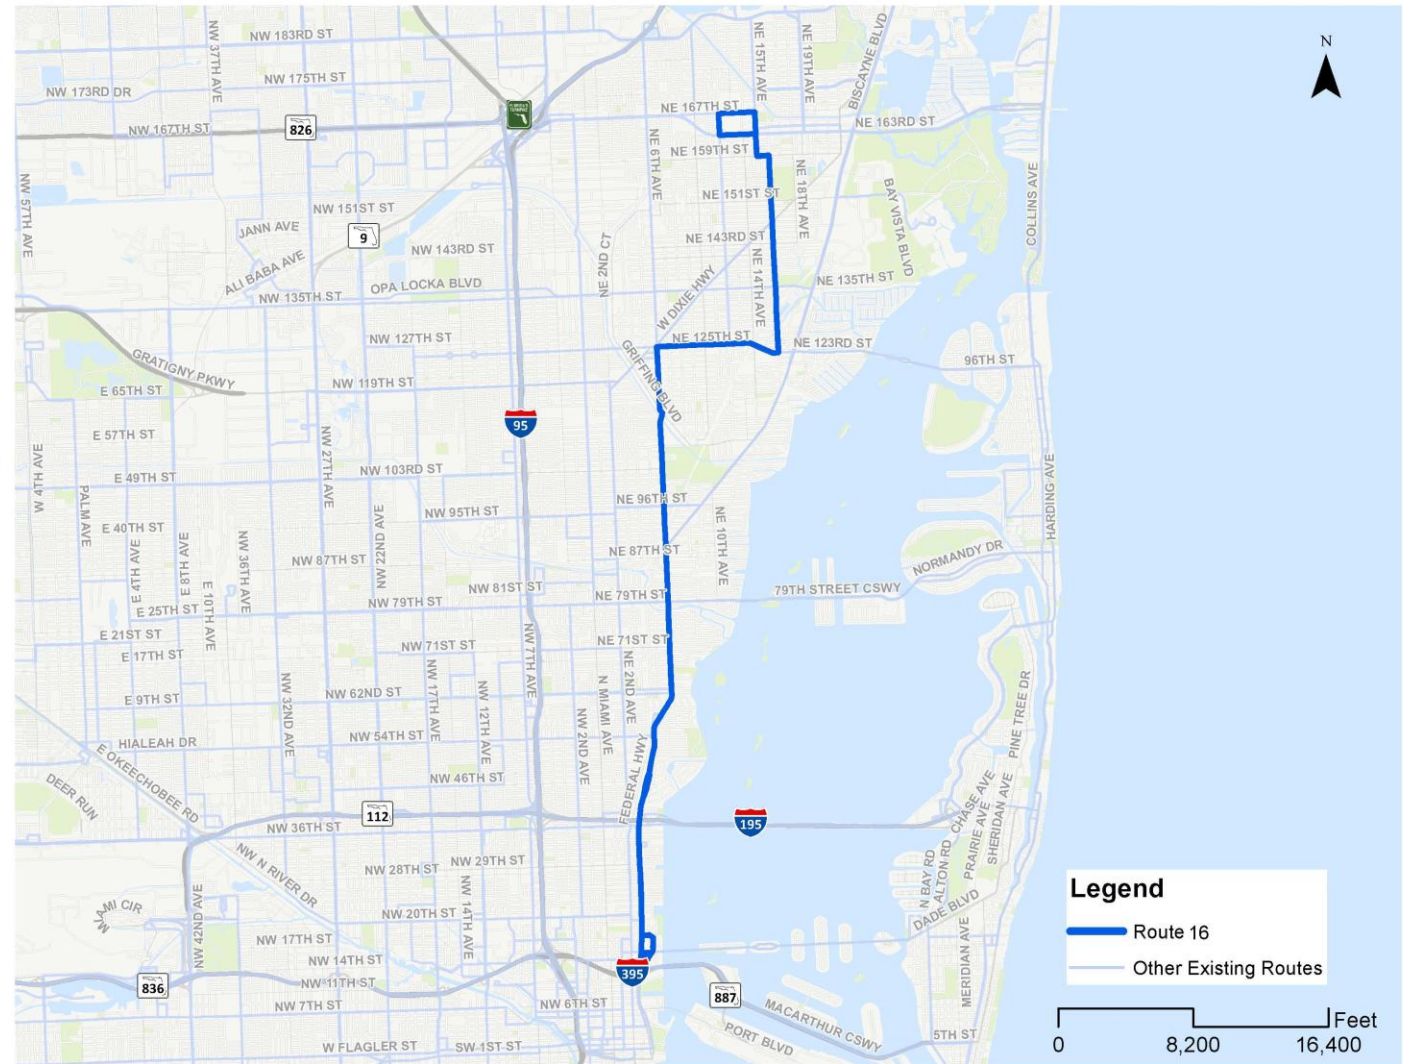 NW 183RD ST
NW 37TH AVE
NE 15TH AVE
NE 19TH AVE
BISCAYNE BLVD
N
NW 175TH ST
NW 173RD DR
NE 167TH ST
NW 167TH ST
826
NE 163RD ST
NE 6TH AVE
NE 159TH ST
NW 57TH AVE
NE 151ST ST
NE 18TH AVE
BAY VISTA BLVD
COLLINS AVE
NW 151ST ST
JANN AVE
9
NW 143RD ST
NE 143RD ST
NE 2ND CT
ALI BABA AVE
NE 14TH AVE
NE 135TH ST
OPA LOCKA BLVD
NW 135TH ST
W DIXIE HWY
NW 127TH ST
NE 125TH ST
NE 123RD ST
GRATIGNY PKWY
GRIFFING BLVD
96TH ST
NW 119TH ST
E 65TH ST
95
E 57TH ST
W 4TH AVE
NW 27TH AVE
NW 103RD ST
E 49TH ST
HARDING AVE
PALM AVE
NE 96TH ST
NW 95TH ST
NE 10TH AVE
E 40TH ST
NW 22ND AVE
E 4TH AVE
E 8TH AVE
NW 36TH AVE
NE 87TH ST
NW 87TH ST
NORMANDY DR
E 10TH AVE
NW 81ST ST
79TH STREET CSWY
NE 79TH ST
NW 79TH ST
E 25TH ST
E 21ST ST
NE 71ST ST
NW 71ST ST
E 17TH ST
NW 7TH AVE
NE 2ND AVE
N MIAMI AVE
NW 17TH AVE
NW 12TH AVE
NW 32ND AVE
NW 62ND ST
E 9TH ST
PINE TREE DR
NW 2ND AVE
HIALEAH DR
NW 54TH ST
E OKEECHOBEE RD
FEDERAL HWY
NW 46TH ST
DEER RUN
CHASE AVE
PRAIRIE AVE
SHERIDAN AVE
112
195
NW 36TH ST
NW N RIVER DR
NW 29TH ST
NW 28TH ST
N BAY RD
ALTON RD
DADE BLVD
NW 14TH AVE
NW 42ND AVE
MIAMI CIR
NW 20TH ST
NW 17TH ST
MERIDIAN AVE
NW 14TH ST
395
NW 11TH ST
836
887
NW 7TH ST
NW 6TH ST
MACARTHUR CSWY
PORT BLVD
5TH ST
W FLAGLER ST
SW 1ST ST
Legend
Route 16
Other Existing Routes
Feet
0 8,200 16,400